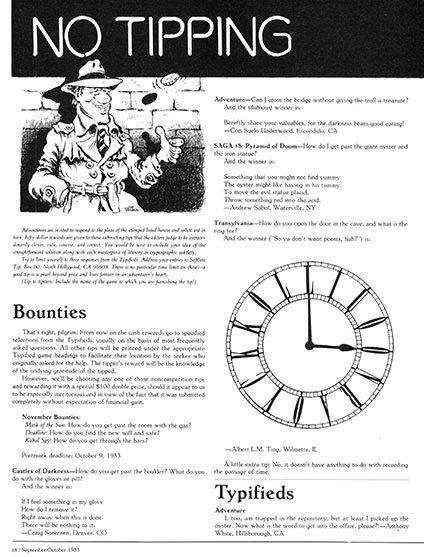 NO TIPPING
Adventurers are invited to respond to the pleas of the stumped listed herein and solicit aid in
turn. Fifty-dollar rewards are given to those submitting tips that the editors judge to be extraor-
dinarily clever, cute, concise, and correct. You would be wise to include your idea of the
straightforward solution along with each masterpiece of literary or cryptographic subtlety.
Try to limit yourself to three responses from the Typifieds. Address your entries to Softline
Tip, Box 60, North Hollywood, CA 91603. There is no particular time limit on these—a
good tip is a pearl beyond price and lives forever in an adventurer's heart.
(Tip to tipsters: Include the name of the game to which you are furnishing the tip!)
Bounties
That's right, pilgrim: From now on the cash rewards go to specified
selections from the Typifieds, usually on the basis of most frequently
asked questions. All other tips will be printed under the appropriate
Typified game headings to facilitate their location by the seeker who
originally asked for the help. The tipper's reward will be the knowledge
of the undying gratitude of the tipped.
However, we'll be choosing any one of those noncompetition tips
and rewarding it with a special $100 double prize, should it appear to us
to be especially meritorious and in view of the fact that it was submitted
completely without expectation of financial gain.
November Bounties:
Mask of the Sun: How do you get past the room with the gas?
Deadline: How do you find the new will and safe?
Kabul Spy: How do you get through the bars?
Postmark deadline: October 9, 1983
Castles of Darkness—How do you get past the boulder? What do you
do with the gloves or pill?
And the winner is:
If I feel something in my glove
How do I remove it?
Right away when this is done
There will be nothing to it.
—Craig Sorensen, Denver, CO
18 / September-October 1983
Adventure—Can I cross the bridge without giving the troll a treasure?
And the (dubious) winner is:
Beerftly share your valuables, for the darkness bears good eating!
—Con Suelo Underwood, Escondido, CA
SAGA #8: Pyramid of Doom—How do I get past the giant oyster and
the iron statue?
And the winner is:
Something that you might not find yummy
The oyster might like having in his tummy.
To move the evil statue placid,
Throw something red into the acid.
—Andrew Sabol, Waterville, NY
Transylvania—How do you open the door in the cave, and what is the
ring for?
And the winner ("So ya don't want poems, huh?") is:
—Albert L.M. Ting, Wilmette, IL
A little extra tip: No, it doesn't have anything to do with recording
the passage of time.
Typifieds
Adventure
I, too, am trapped in the repository, but at least I picked up the
oyster. Now what is the word to get into the office, please?!—Anthony
White, Hillsborough, CA